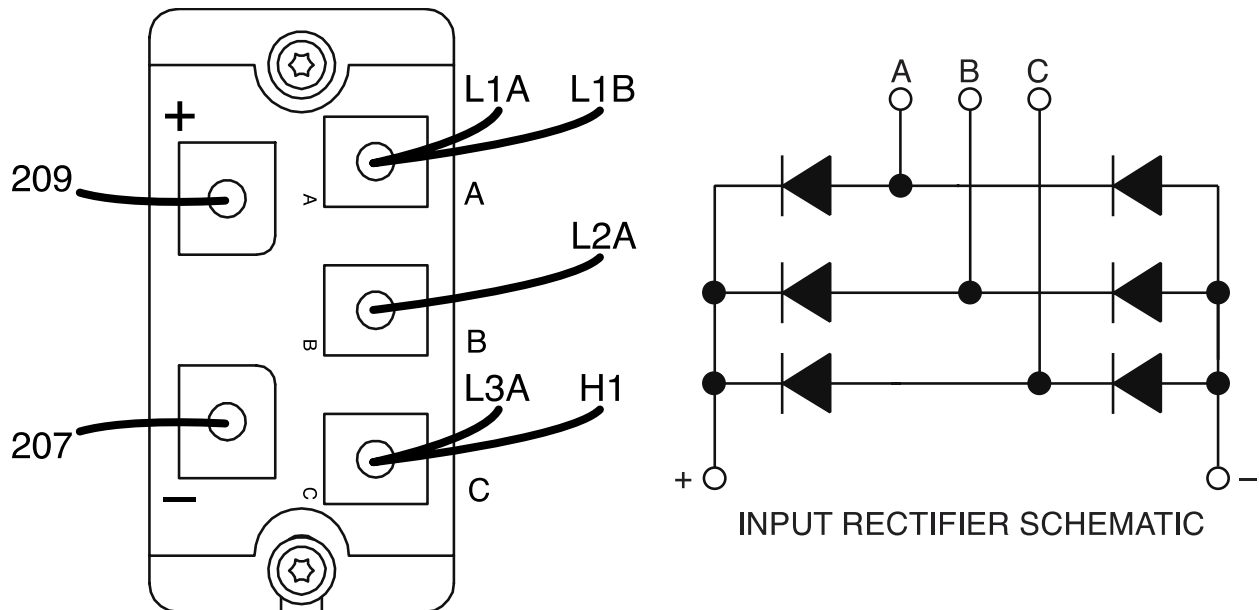 L1A L1B
+
209
A
A
L2A
B
B
L3A H1
207
C
C
−
A B C
+ −
INPUT RECTIFIER SCHEMATIC